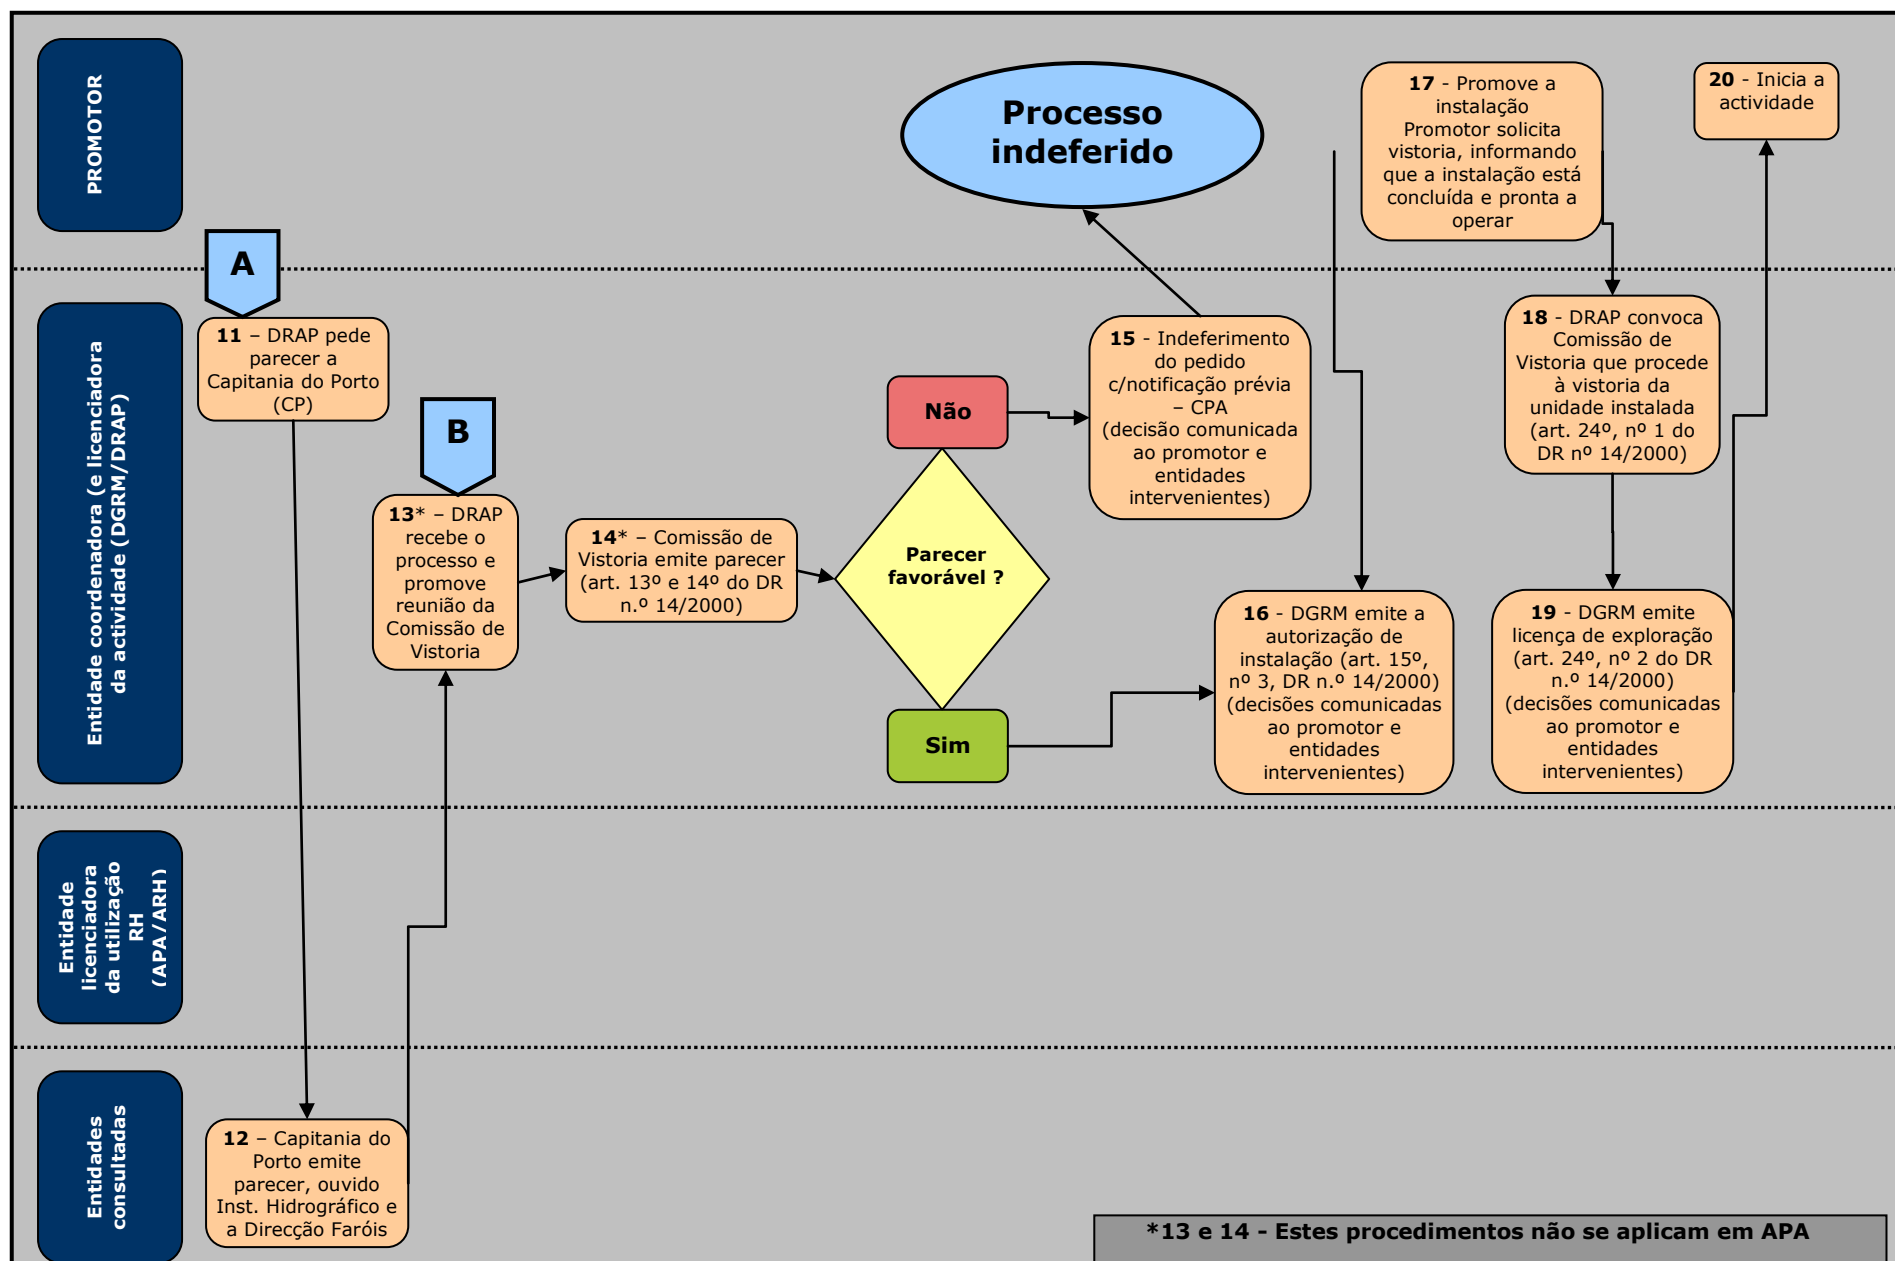 PROMOTOR
Processo
indeferido
17 - Promove a
instalação
Promotor solicita
vistoria, informando
que a instalação está
concluída e pronta a
operar
20 - Inicia a
actividade
A
Entidade coordenadora (e licenciadora
da actividade (DGRM/DRAP)
11 – DRAP pede
parecer a
Capitania do Porto
(CP)
B
13* – DRAP
recebe o
processo e
promove
reunião da
Comissão de
Vistoria
14* – Comissão de
Vistoria emite parecer
(art. 13º e 14º do DR
n.º 14/2000)
Não
Parecer
favorável ?
Sim
15 - Indeferimento
do pedido
c/notificação prévia
– CPA
(decisão comunicada
ao promotor e
entidades
intervenientes)
16 - DGRM emite a
autorização de
instalação (art. 15º,
nº 3, DR n.º 14/2000)
(decisões comunicadas
ao promotor e
entidades
intervenientes)
18 - DRAP convoca
Comissão de
Vistoria que procede
à vistoria da
unidade instalada
(art. 24º, nº 1 do
DR nº 14/2000)
19 - DGRM emite
licença de exploração
(art. 24º, nº 2 do DR
n.º 14/2000)
(decisões comunicadas
ao promotor e
entidades
intervenientes)
Entidade
licenciadora
da utilização
RH
(APA/ARH)
Entidades
consultadas
12 – Capitania do
Porto emite
parecer, ouvido
Inst. Hidrográfico e
a Direcção Faróis
*13 e 14 - Estes procedimentos não se aplicam em APA